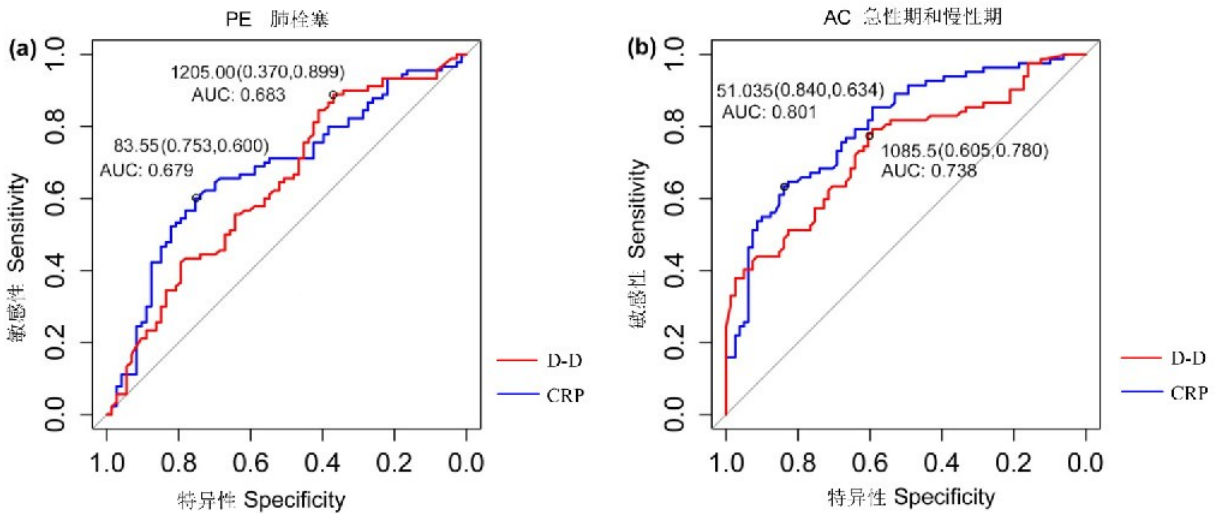 PE 肺栓塞
(a)
1205.00(0.370,0.899)
AUC: 0.683
83.55(0.753,0.600)
AUC: 0.679
敏感性 Sensitivity
0.0 0.2 0.4 0.6 0.8 1.0
1.0 0.8 0.6 0.4 0.2 0.0
特异性 Specificity
D-D
CRP
AC 急性期和慢性期
(b)
51.035(0.840,0.634)
AUC: 0.801
1085.5(0.605,0.780)
AUC: 0.738
敏感性 Sensitivity
0.0 0.2 0.4 0.6 0.8 1.0
1.0 0.8 0.6 0.4 0.2 0.0
特异性 Specificity
D-D
CRP